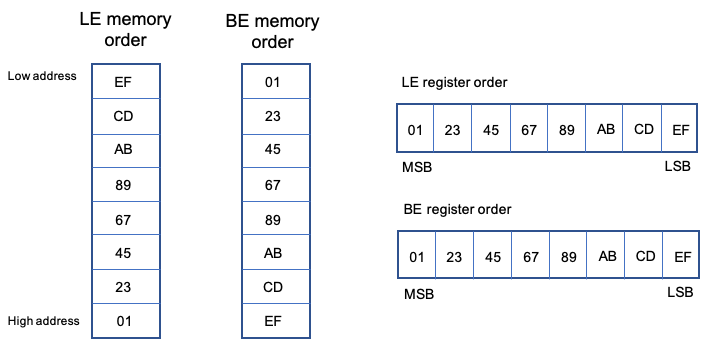 LE memory
order
BE memory
order
Low address
EF
CD
AB
89
67
45
23
01
High address
01
23
45
67
89
AB
CD
EF
LE register order
01 23 45 67 89 AB CD EF
MSB LSB
BE register order
01 23 45 67 89 AB CD EF
MSB LSB